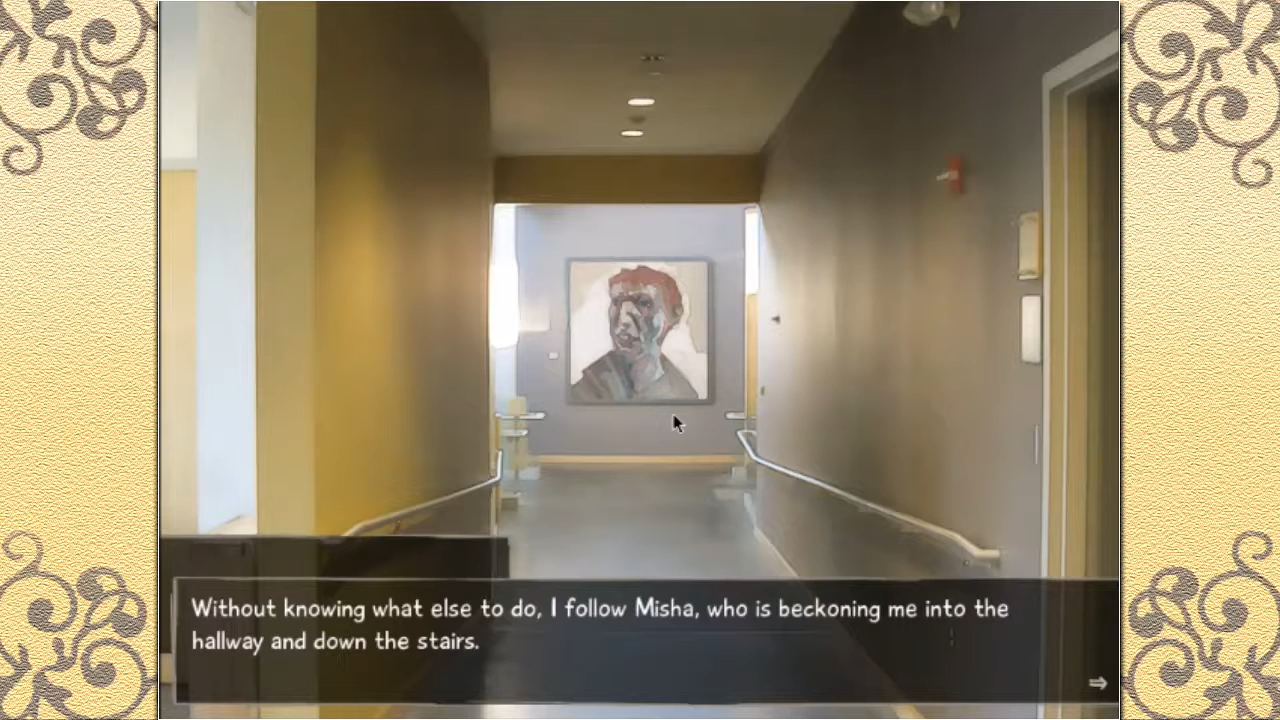 Without knowing what else to do, I follow Misha, who is beckoning me into the
hallway and down the stairs.